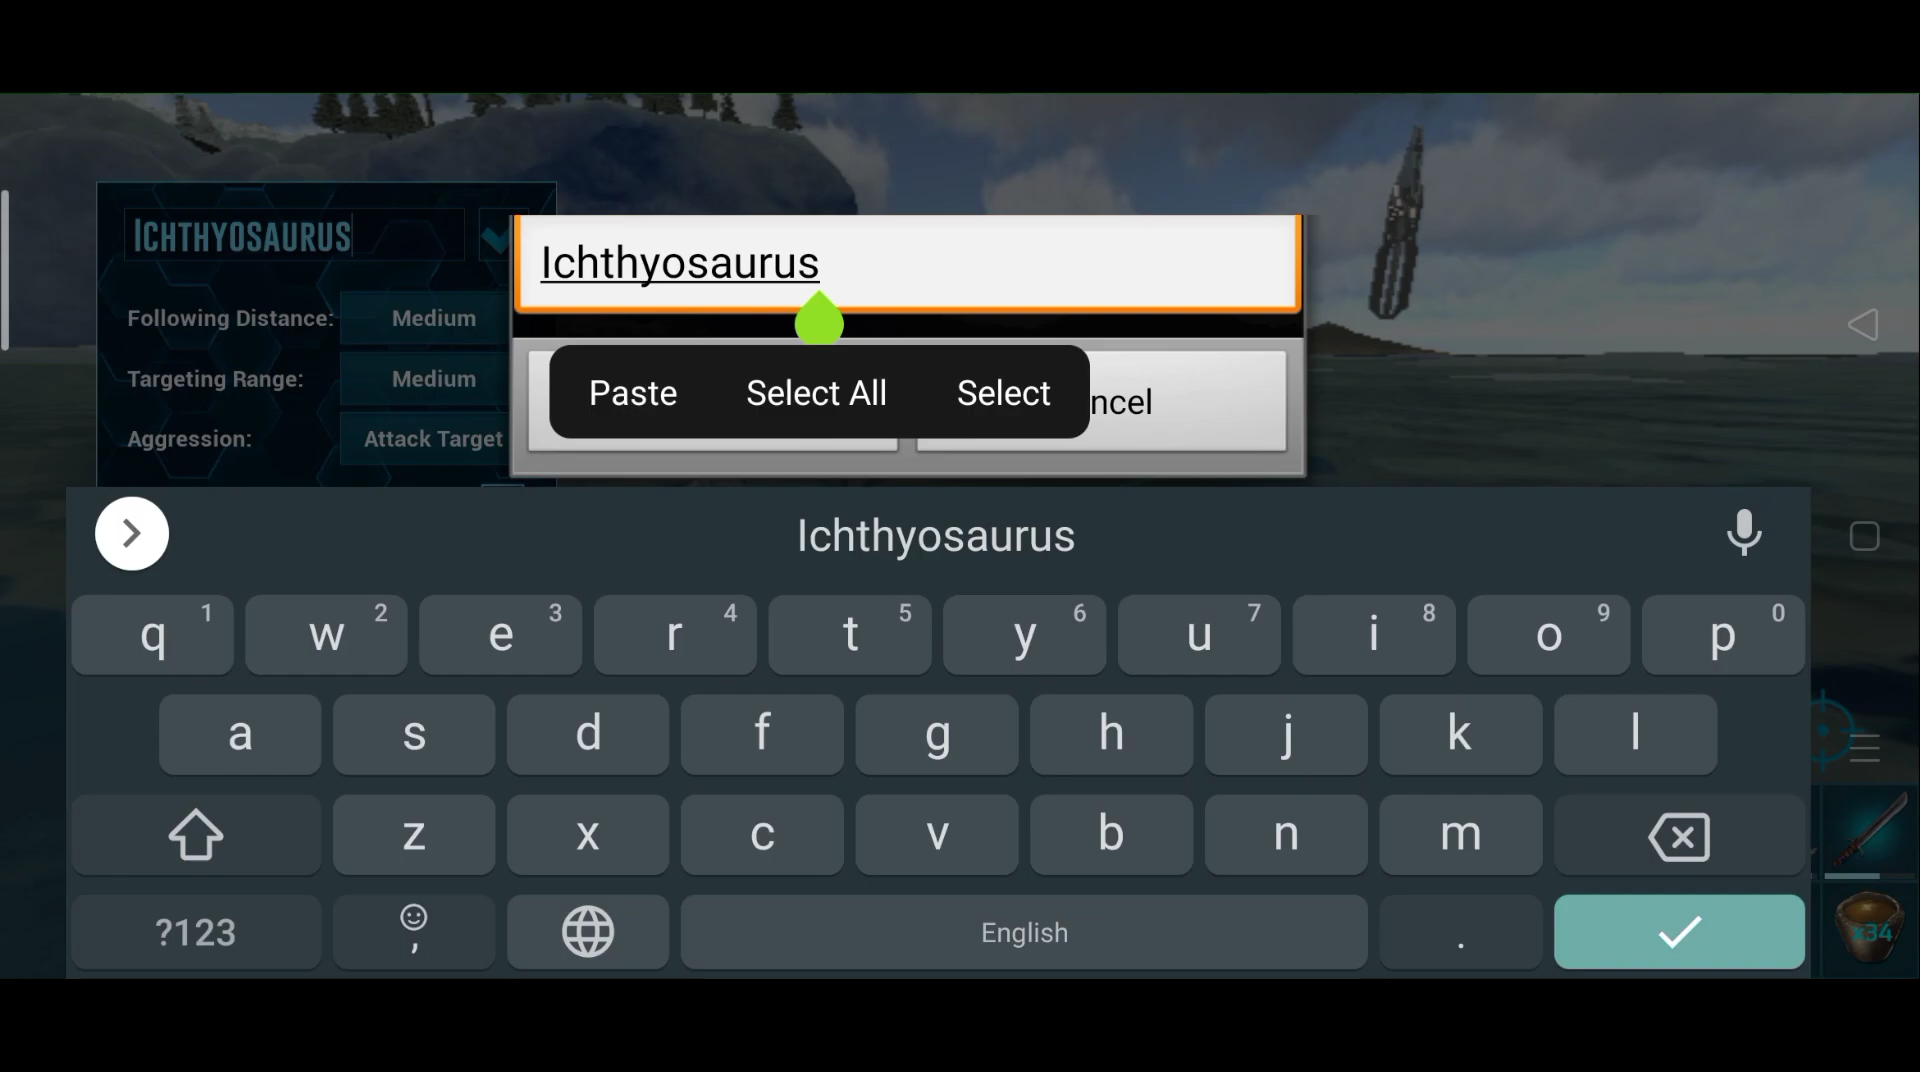 ICHTHYOSAURUS
Ichthyosaurus
Following Distance: Medium
Targeting Range: Medium
Aggression: Attack Target
Paste Select All Select
ncel
Ichthyosaurus
q 1 w 2 e 3 r 4 t 5 y 6 u 7 i 8 o 9 p 0
a s d f g h j k l
z x c v b n m
?123 , English .
x34